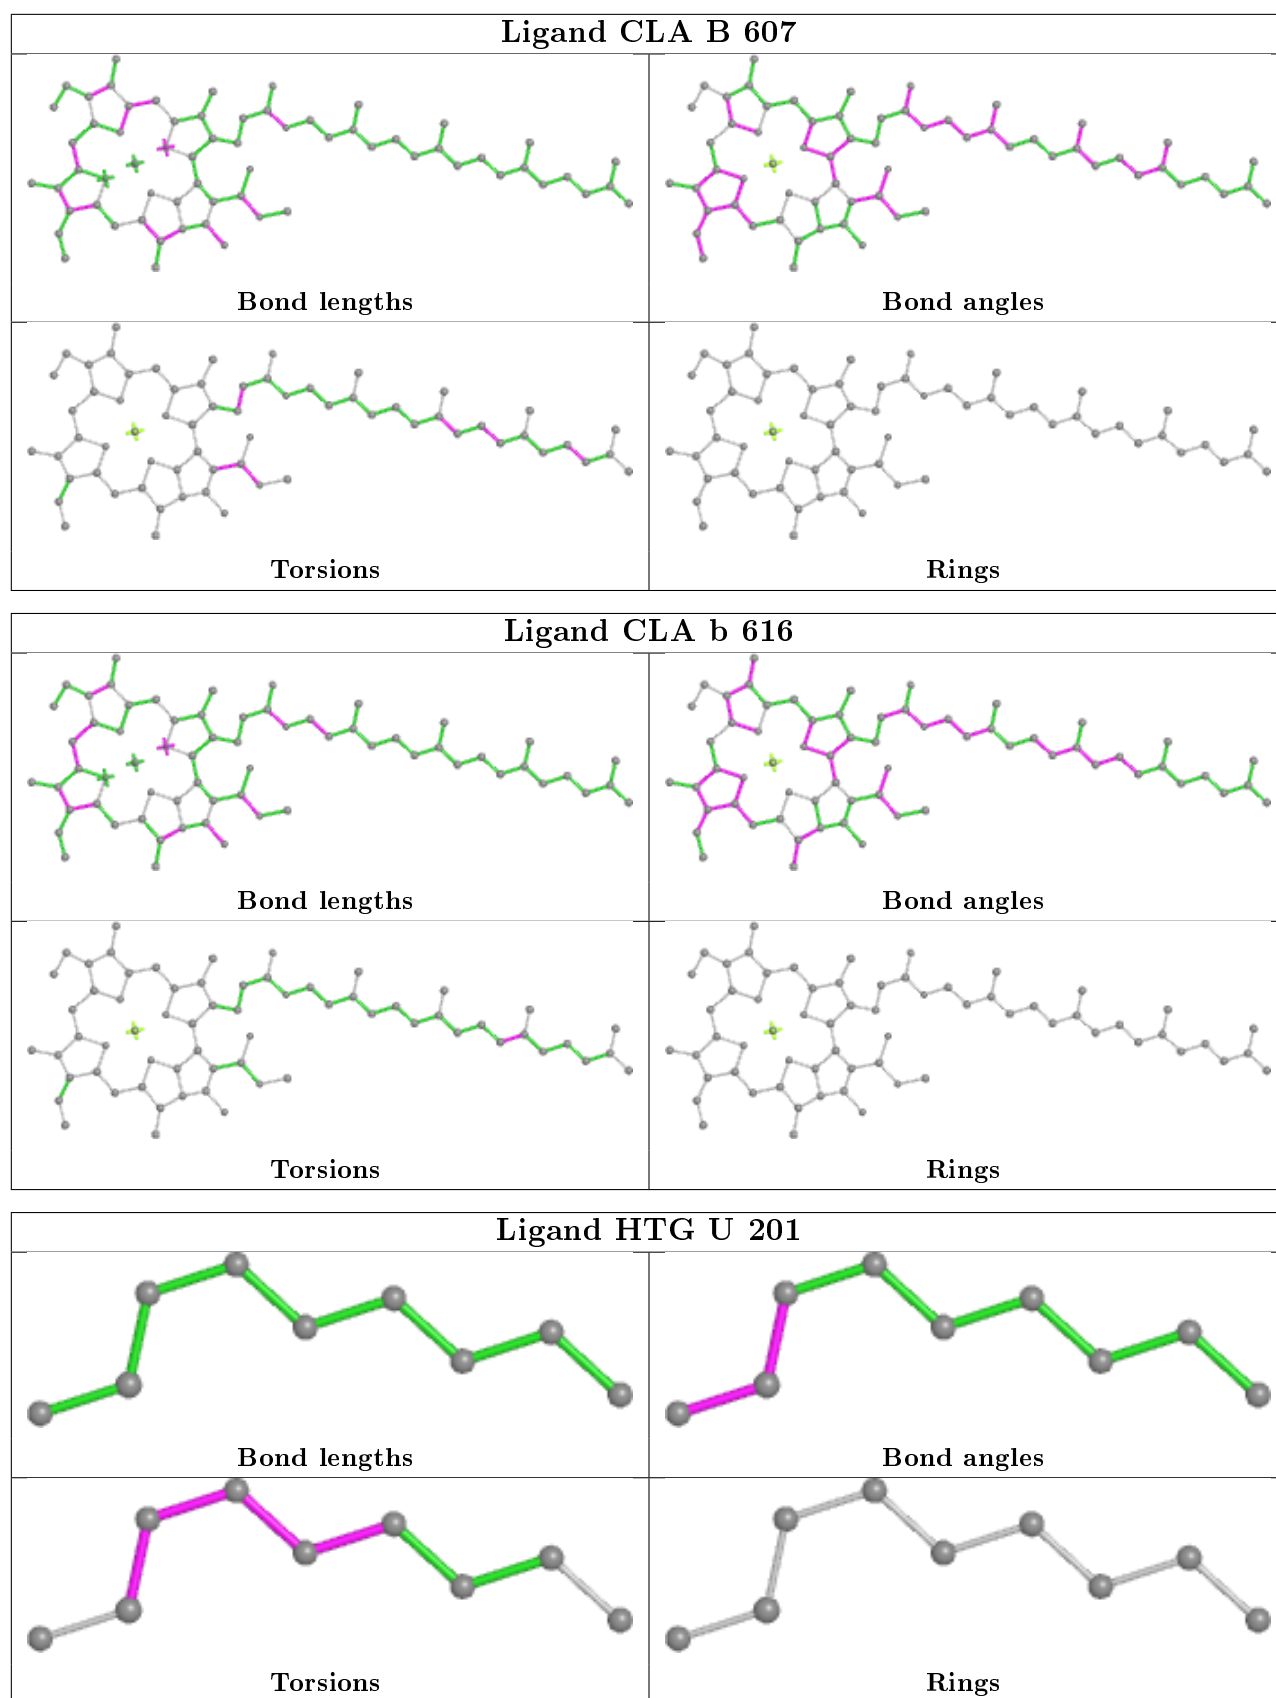 Ligand CLA B 607
Bond lengths
Bond angles
Torsions
Rings
Ligand CLA b 616
Bond lengths
Bond angles
Torsions
Rings
Ligand HTG U 201
Bond lengths
Bond angles
Torsions
Rings